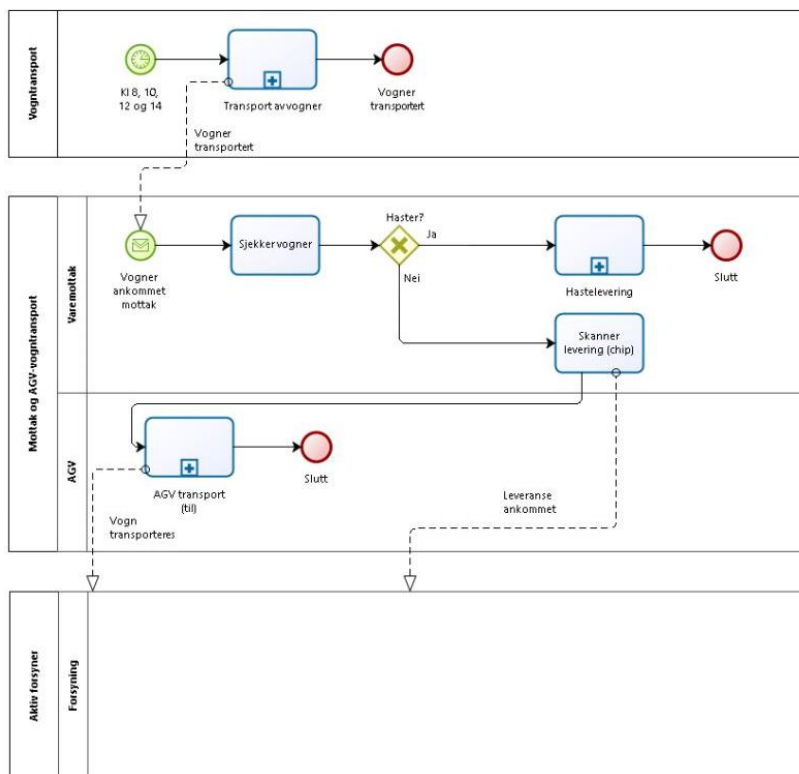 Vogntransport
Kl 8, 10,
12 og 14
Transport av vogner
Vogner
transportert
Vogner
transportert
Mottak og AGV-vogntransport
Varemottak
Vogner
ankommet
mottak
Sjekker vogner
Haster?
Ja
Nei
Hastelevering
Slutt
Skanner
levering (chip)
AGV
AGV transport
(til)
Slutt
Vogn
transporteres
Leveranse
ankommet
Aktiv forsyner
Forsyning